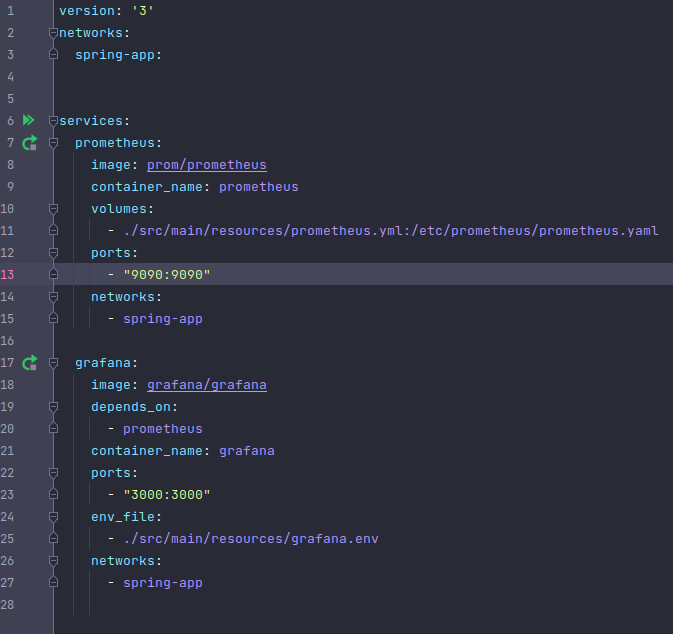 1 version: '3'
2 networks:
3   spring-app:
4
5
6 services:
7   prometheus:
8     image: prom/prometheus
9     container_name: prometheus
10     volumes:
11       - ./src/main/resources/prometheus.yml:/etc/prometheus/prometheus.yaml
12     ports:
13       - "9090:9090"
14     networks:
15       - spring-app
16
17   grafana:
18     image: grafana/grafana
19     depends_on:
20       - prometheus
21     container_name: grafana
22     ports:
23       - "3000:3000"
24     env_file:
25       - ./src/main/resources/grafana.env
26     networks:
27       - spring-app
28